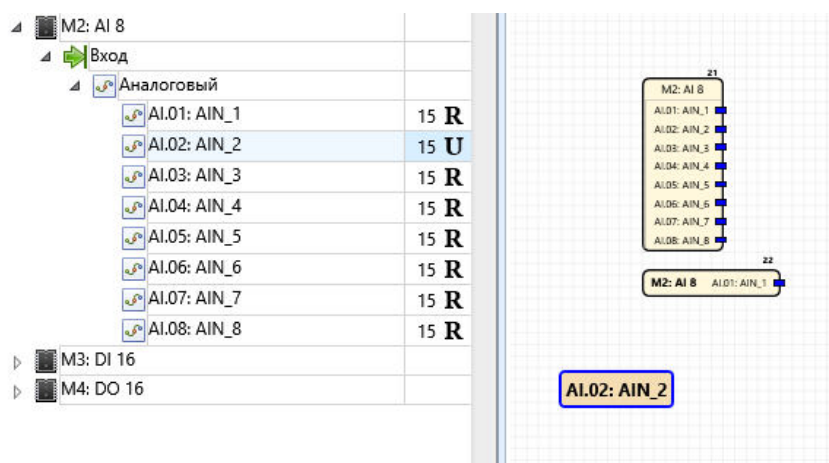 M2: AI 8
Вход
Аналоговый
AI.01: AIN_1 15 R
AI.02: AIN_2 15 U
AI.03: AIN_3 15 R
AI.04: AIN_4 15 R
AI.05: AIN_5 15 R
AI.06: AIN_6 15 R
AI.07: AIN_7 15 R
AI.08: AIN_8 15 R
M3: DI 16
M4: DO 16
21
M2: AI 8
AI.01: AIN_1
AI.02: AIN_2
AI.03: AIN_3
AI.04: AIN_4
AI.05: AIN_5
AI.06: AIN_6
AI.07: AIN_7
AI.08: AIN_8
22
M2: AI 8 AI.01: AIN_1
AI.02: AIN_2